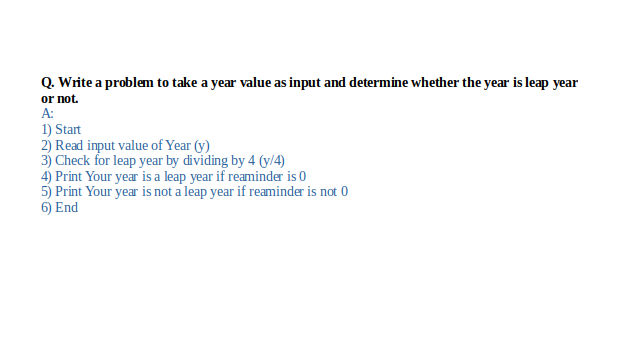 Q. Write a problem to take a year value as input and determine whether the year is leap year
or not.
A:
1) Start
2) Read input value of Year (y)
3) Check for leap year by dividing by 4 (y/4)
4) Print Your year is a leap year if reaminder is 0
5) Print Your year is not a leap year if reaminder is not 0
6) End